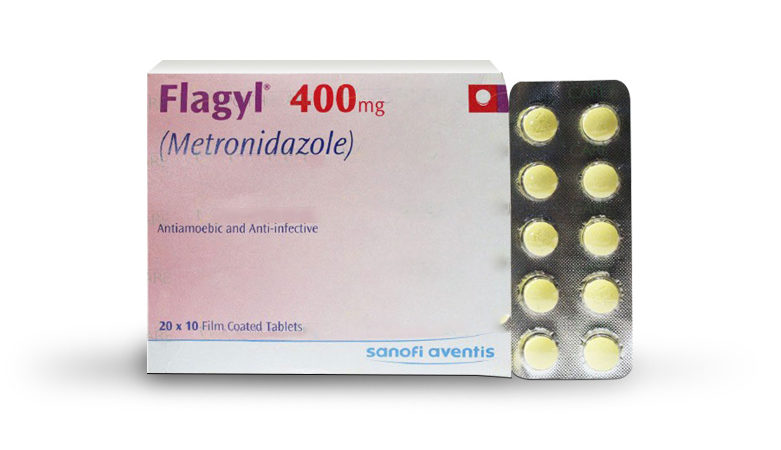 Flagyl® 400mg
(Metronidazole)
Antiamoebic and Anti-infective
20 x 10 Film Coated Tablets
sanofi aventis